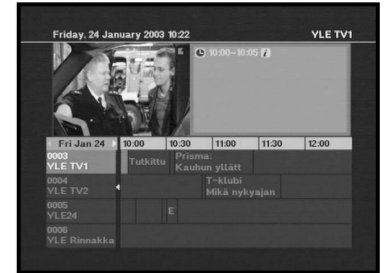 Friday, 24 January 2003 10:22 YLE TV1
E 10:00-10:05 i
Fri Jan 24 10:00 10:30 11:00 11:30 12:00
0003
YLE TV1
Tutkittu
Prisma:
Kauhun yllätt
0004
YLE TV2
T-klubi
Mikä nykyajan
0005
YLE24
E
0006
YLE Rinnakka